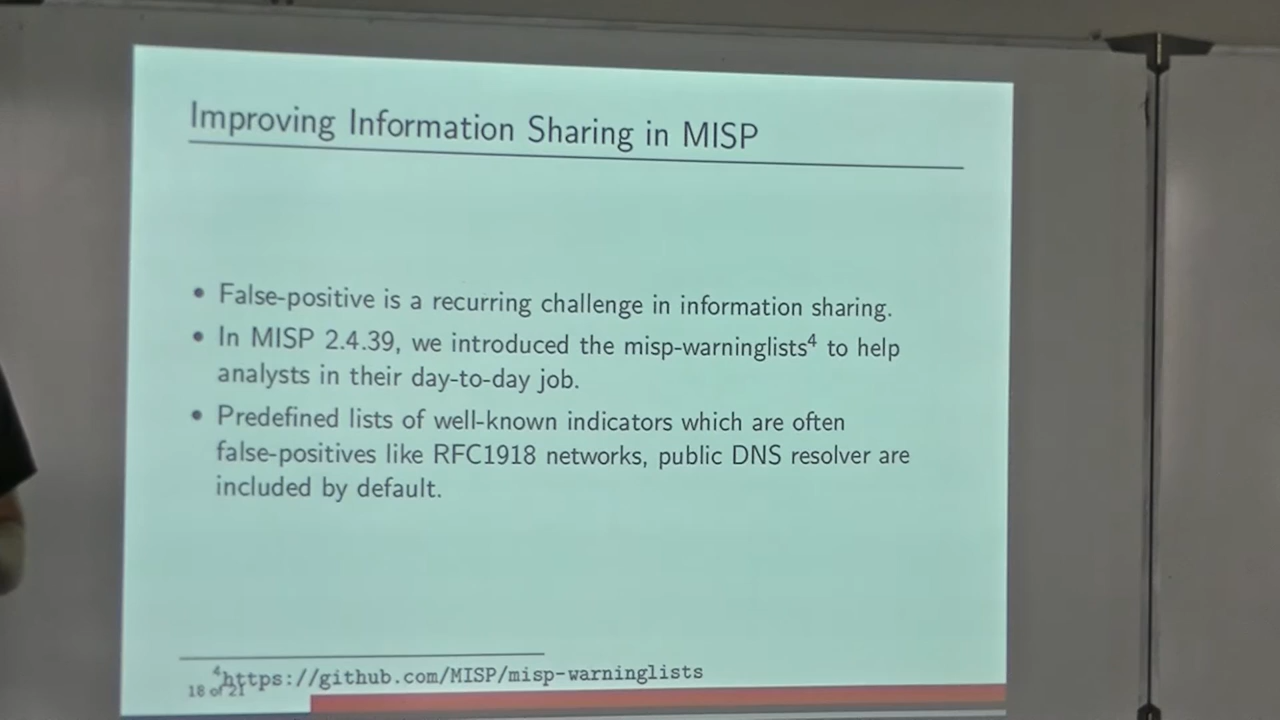 Improving Information Sharing in MISP
• False-positive is a recurring challenge in information sharing.
• In MISP 2.4.39, we introduced the misp-warninglists⁴ to help
analysts in their day-to-day job.
• Predefined lists of well-known indicators which are often
false-positives like RFC1918 networks, public DNS resolver are
included by default.
⁴https://github.com/MISP/misp-warninglists
18 of 21